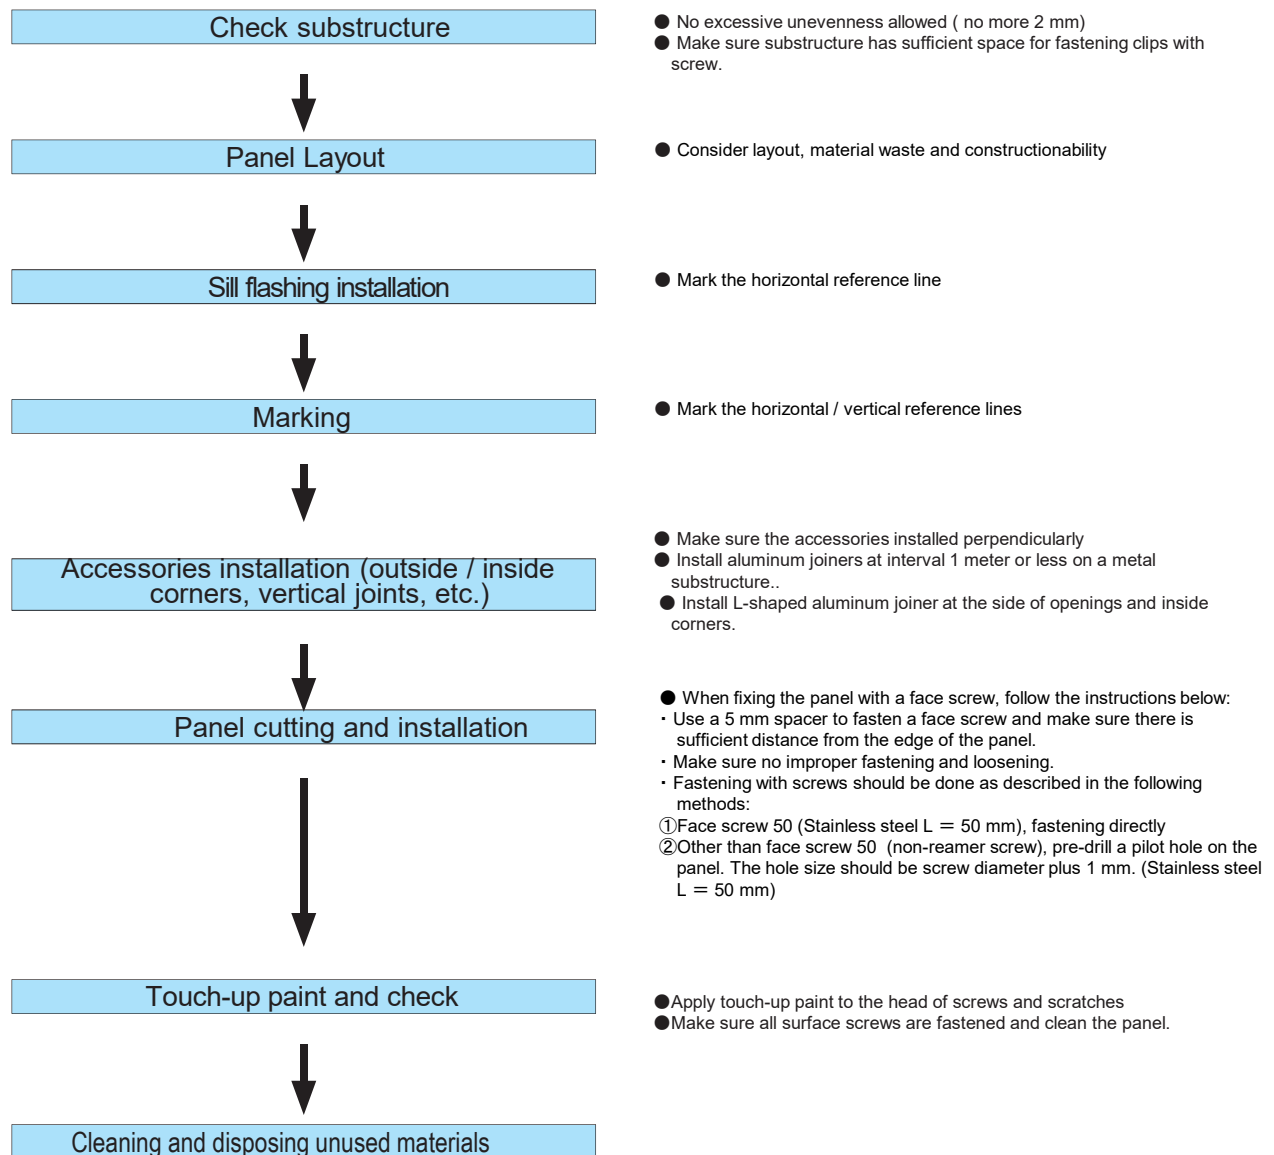 Check substructure
● No excessive unevenness allowed ( no more 2 mm)
● Make sure substructure has sufficient space for fastening clips with
screw.
Panel Layout
● Consider layout, material waste and constructionability
Sill flashing installation
● Mark the horizontal reference line
Marking
● Mark the horizontal / vertical reference lines
Accessories installation (outside / inside
corners, vertical joints, etc.)
● Make sure the accessories installed perpendicularly
● Install aluminum joiners at interval 1 meter or less on a metal
substructure..
● Install L-shaped aluminum joiner at the side of openings and inside
corners.
Panel cutting and installation
● When fixing the panel with a face screw, follow the instructions below:
・Use a 5 mm spacer to fasten a face screw and make sure there is
sufficient distance from the edge of the panel.
・Make sure no improper fastening and loosening.
・Fastening with screws should be done as described in the following
methods:
①Face screw 50 (Stainless steel L = 50 mm), fastening directly
②Other than face screw 50 (non-reamer screw), pre-drill a pilot hole on the
panel. The hole size should be screw diameter plus 1 mm. (Stainless steel
L = 50 mm)
Touch-up paint and check
●Apply touch-up paint to the head of screws and scratches
●Make sure all surface screws are fastened and clean the panel.
Cleaning and disposing unused materials